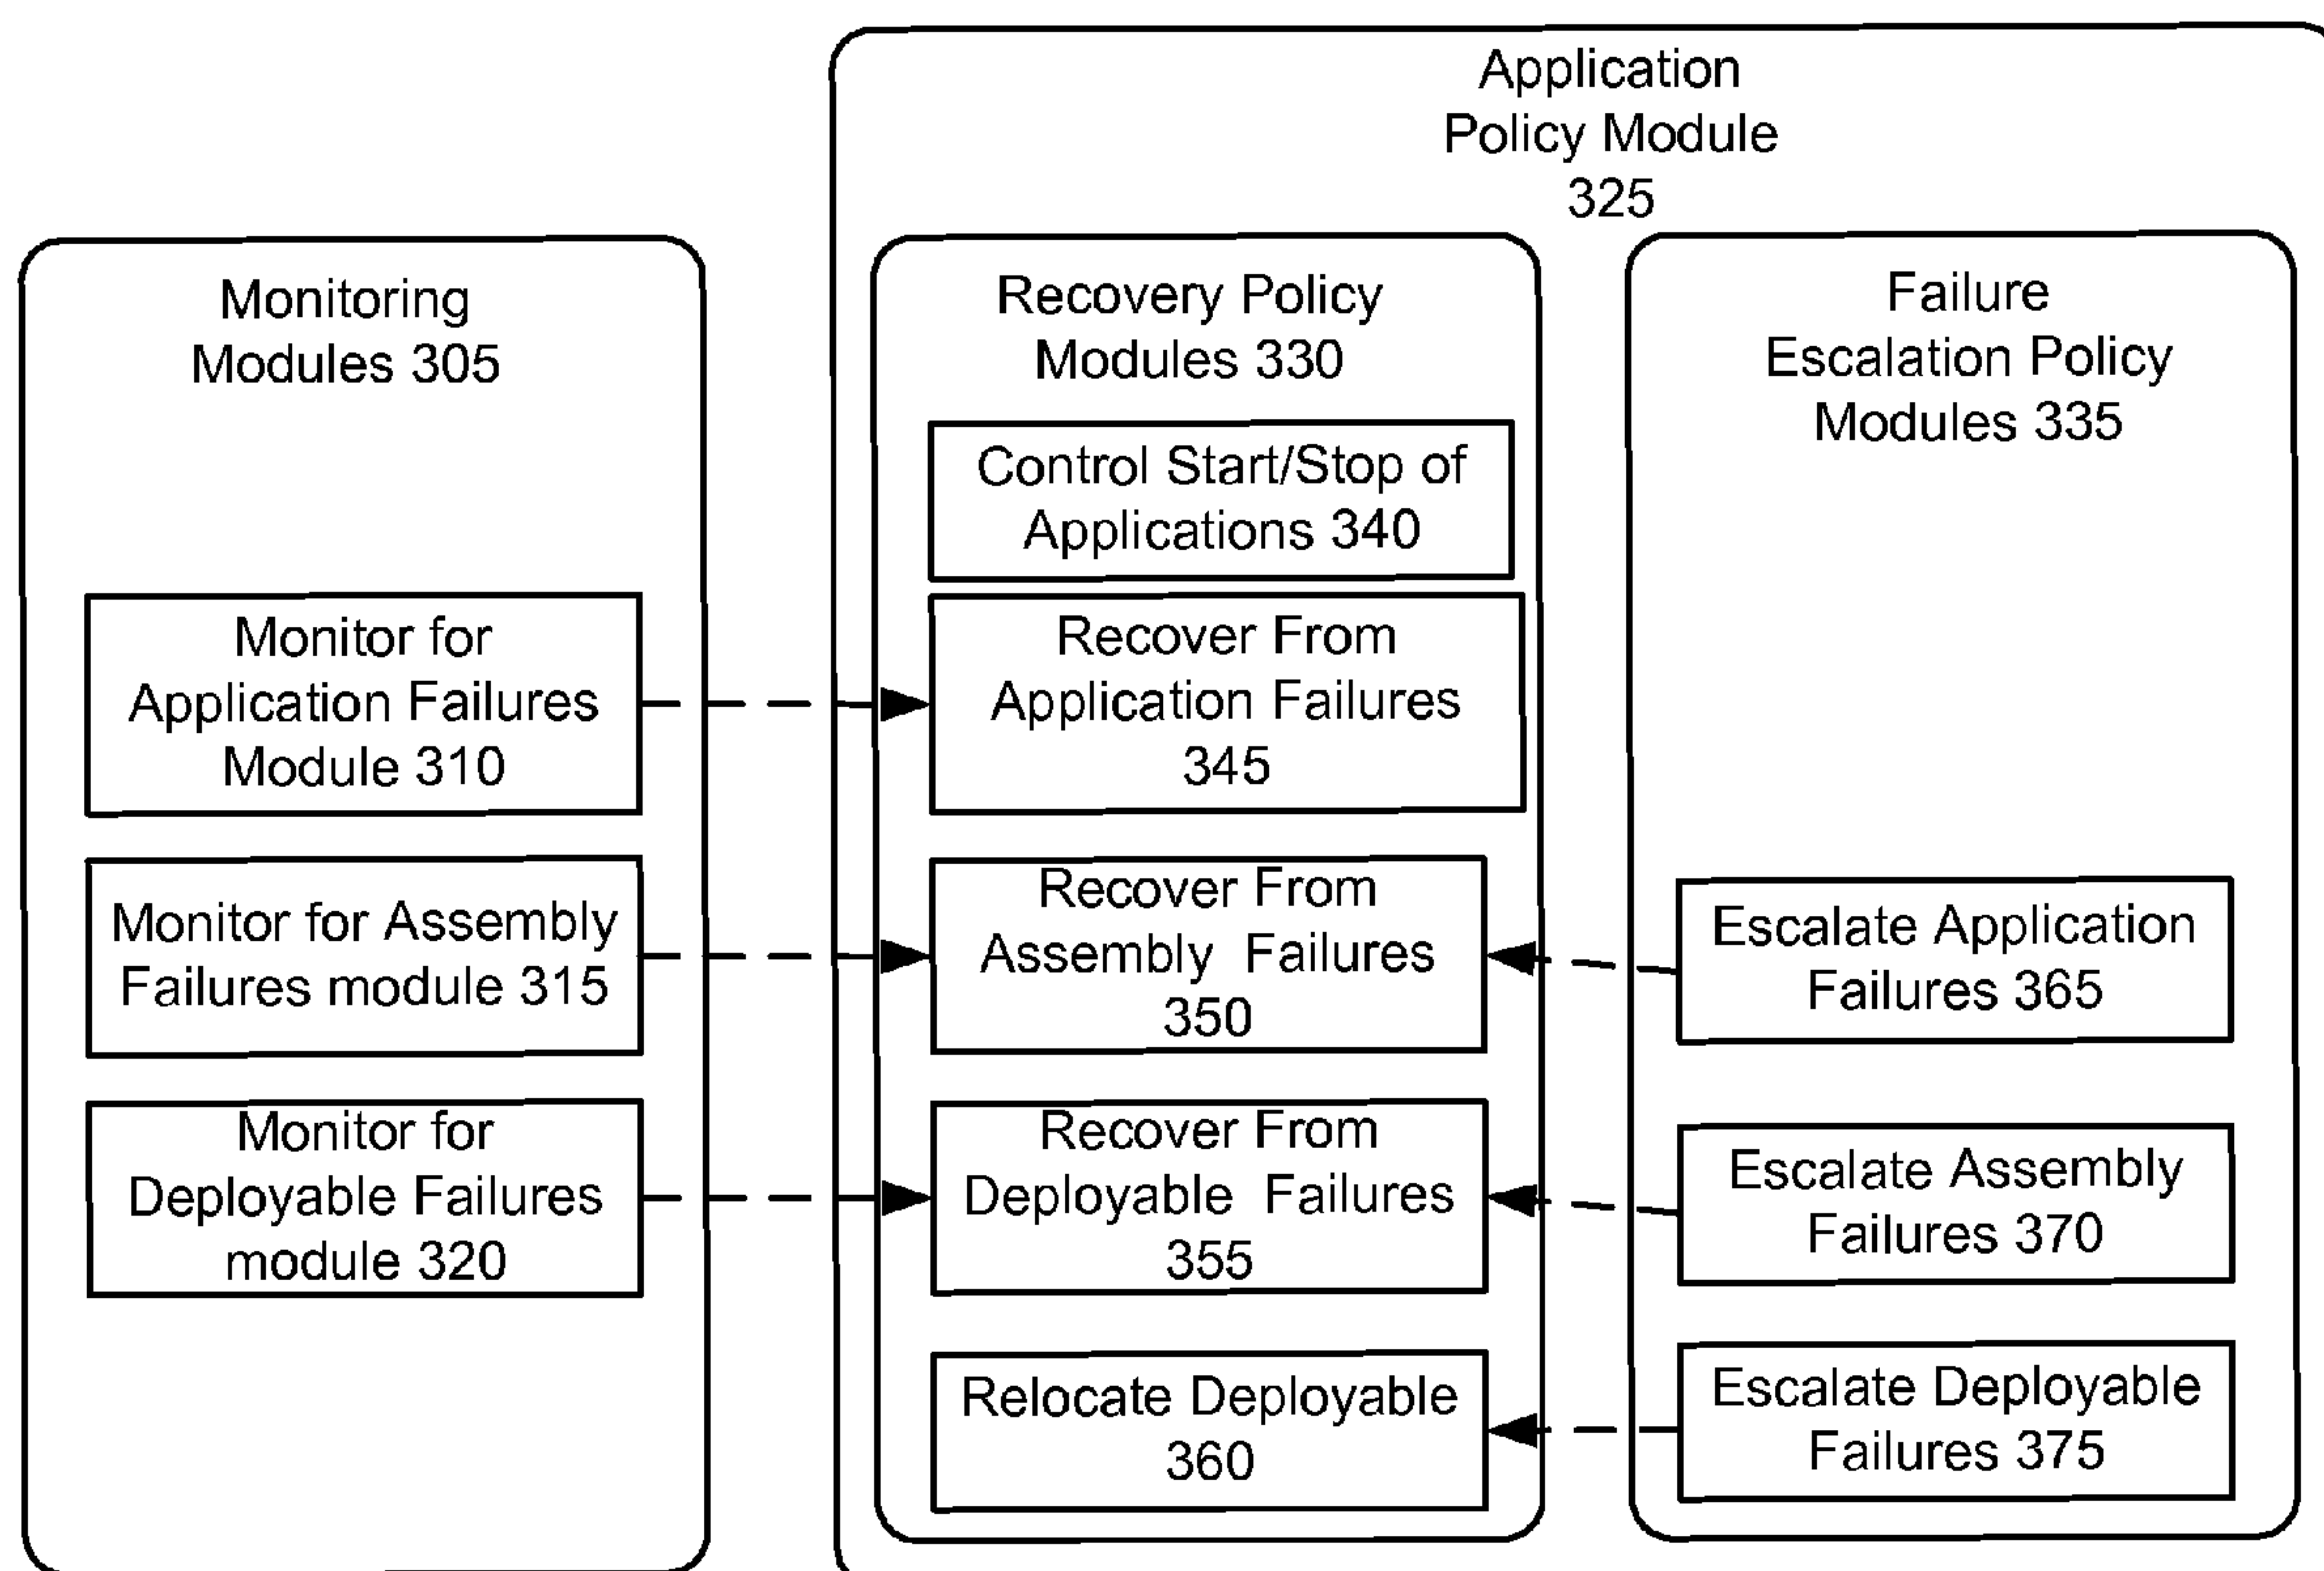 Application
Policy Module
325
Monitoring
Modules 305
Monitor for
Application Failures
Module 310
Monitor for Assembly
Failures module 315
Monitor for
Deployable Failures
module 320
Recovery Policy
Modules 330
Control Start/Stop of
Applications 340
Recover From
Application Failures
345
Recover From
Assembly Failures
350
Recover From
Deployable Failures
355
Relocate Deployable
360
Failure
Escalation Policy
Modules 335
Escalate Application
Failures 365
Escalate Assembly
Failures 370
Escalate Deployable
Failures 375